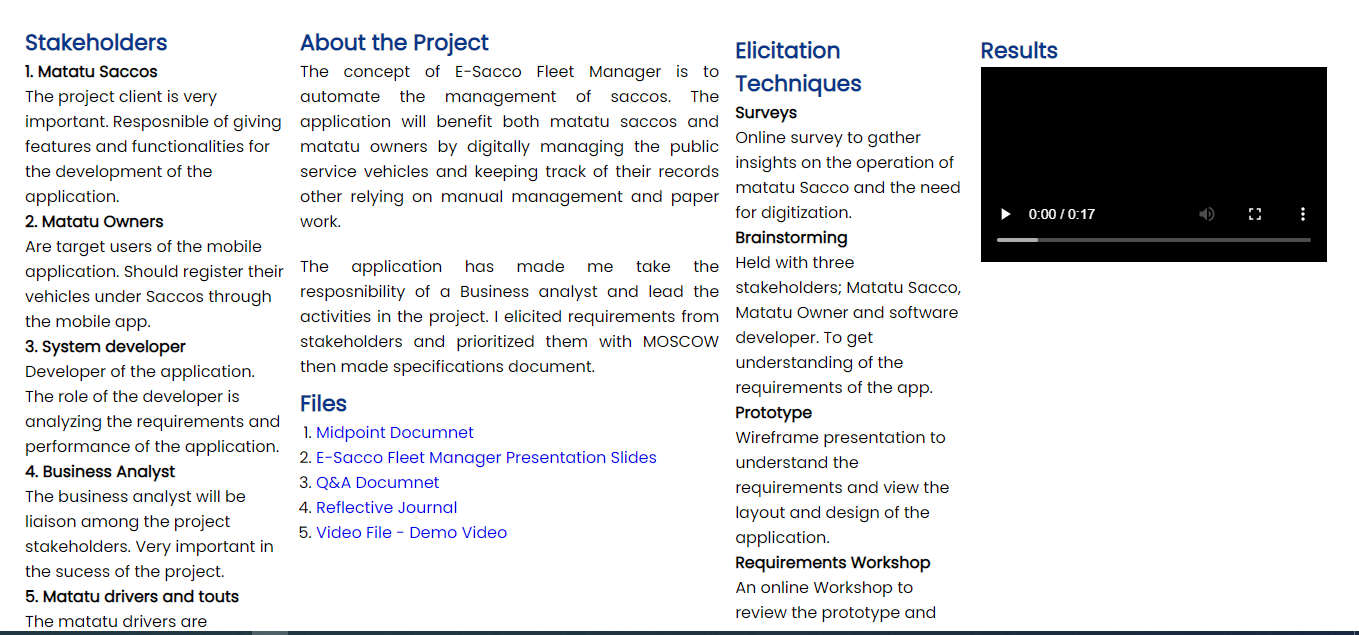 Stakeholders
1. Matatu Saccos
The project client is very
important. Resposnible of giving
features and functionalities for
the development of the
application.
2. Matatu Owners
Are target users of the mobile
application. Should register their
vehicles under Saccos through
the mobile app.
3. System developer
Developer of the application.
The role of the developer is
analyzing the requirements and
performance of the application.
4. Business Analyst
The business analyst will be
liaison among the project
stakeholders. Very important in
the sucess of the project.
5. Matatu drivers and touts
The matatu drivers are
About the Project
The concept of E-Sacco Fleet Manager is to
automate the management of saccos. The
application will benefit both matatu saccos and
matatu owners by digitally managing the public
service vehicles and keeping track of their records
other relying on manual management and paper
work.
The application has made me take the
resposnibility of a Business analyst and lead the
activities in the project. I elicited requirements from
stakeholders and prioritized them with MOSCOW
then made specifications document.
Files
1. Midpoint Documnet
2. E-Sacco Fleet Manager Presentation Slides
3. Q&A Documnet
4. Reflective Journal
5. Video File - Demo Video
Elicitation
Techniques
Surveys
Online survey to gather
insights on the operation of
matatu Sacco and the need
for digitization.
Brainstorming
Held with three
stakeholders; Matatu Sacco,
Matatu Owner and software
developer. To get
understanding of the
requirements of the app.
Prototype
Wireframe presentation to
understand the
requirements and view the
layout and design of the
application.
Requirements Workshop
An online Workshop to
review the prototype and
Results
0:00 / 0:17